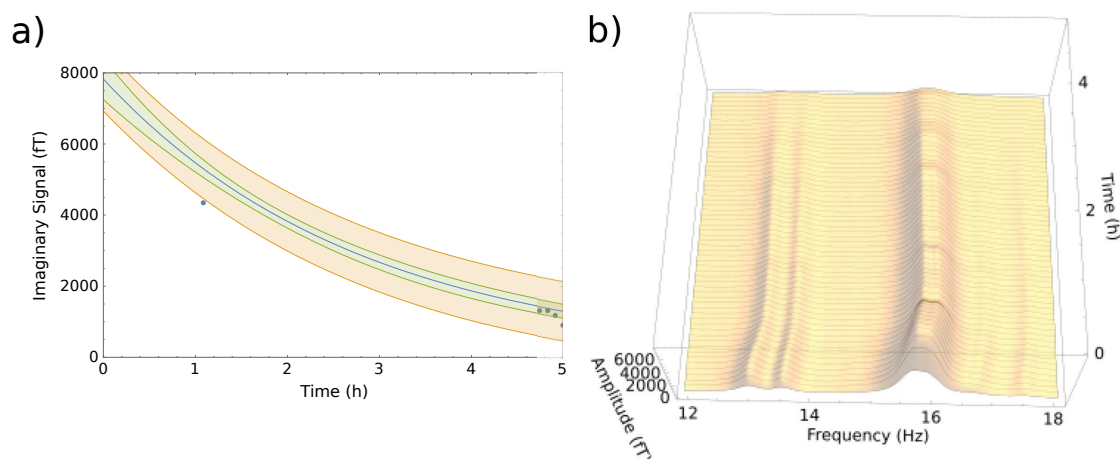 a)
8000
6000
4000
2000
0
Imaginary Signal (fT)
0 1 2 3 4 5
Time (h)
b)
4
2
0
Time (h)
6000
4000
2000
0
Amplitude (fT)
12 14 16 18
Frequency (Hz)